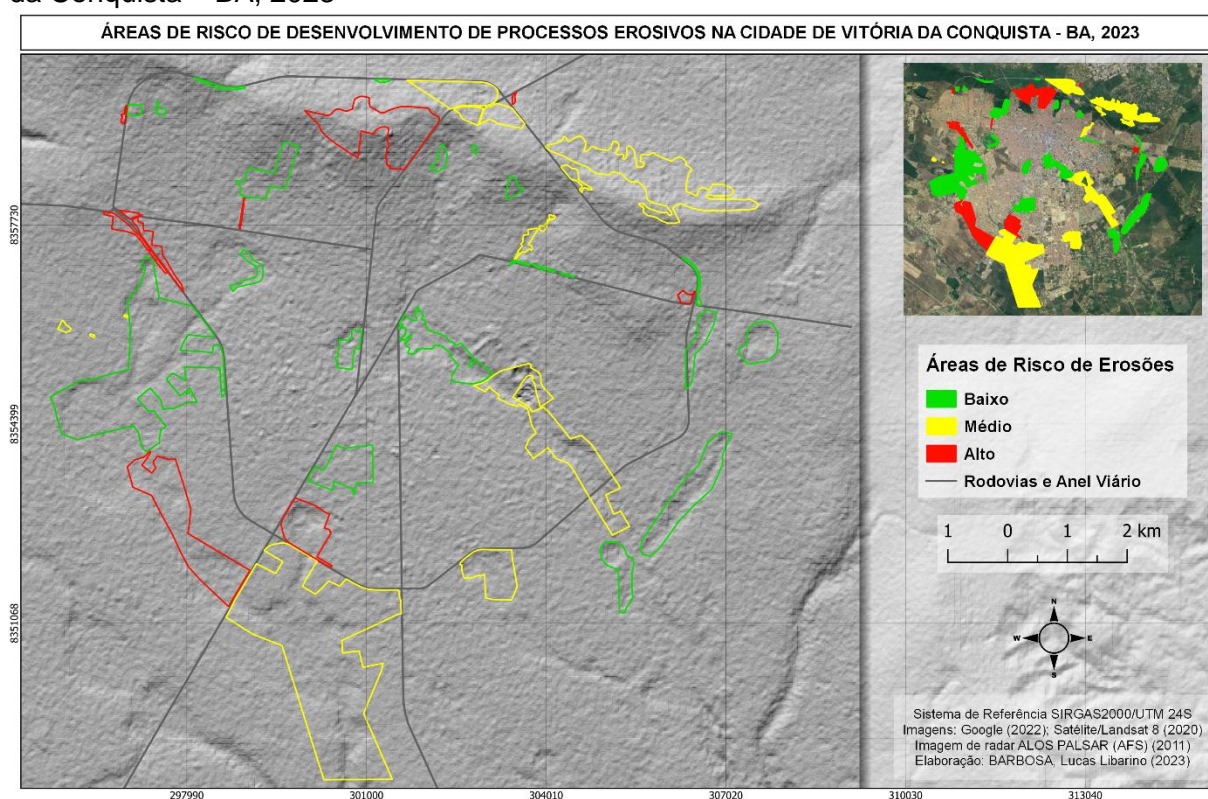 da Conquista – BA, 2023
ÁREAS DE RISCO DE DESENVOLVIMENTO DE PROCESSOS EROSIVOS NA CIDADE DE VITÓRIA DA CONQUISTA - BA, 2023
8357730
8354399
8351068
Áreas de Risco de Erosões
Baixo
Médio
Alto
Rodovias e Anel Viário
1 0 1 2 km
N
W E
S
Sistema de Referência SIRGAS2000/UTM 24S
Imagens: Google (2022); Satélite/Landsat 8 (2020)
Imagem de radar ALOS PALSAR (AFS) (2011)
Elaboração: BARBOSA. Lucas Libarino (2023)
297990 301000 304010 307020 310030 313040